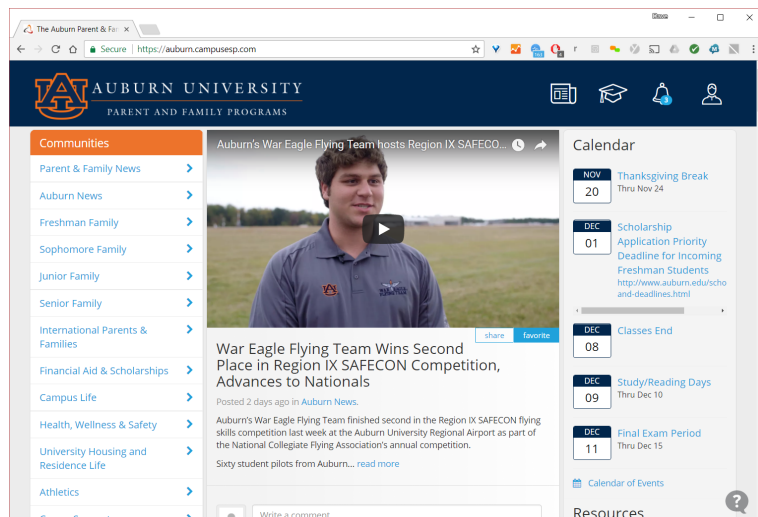 The Auburn Parent & Fan
Secure | https://auburn.campusesp.com
AUBURN UNIVERSITY
PARENT AND FAMILY PROGRAMS
3
Communities
Parent & Family News
Auburn News
Freshman Family
Sophomore Family
Junior Family
Senior Family
International Parents &
Families
Financial Aid & Scholarships
Campus Life
Health, Wellness & Safety
University Housing and
Residence Life
Athletics
Auburn's War Eagle Flying Team hosts Region IX SAFECO...
share
favorite
War Eagle Flying Team Wins Second
Place in Region IX SAFECON Competition,
Advances to Nationals
Posted 2 days ago in Auburn News.
Auburn's War Eagle Flying Team finished second in the Region IX SAFECON flying
skills competition last week at the Auburn University Regional Airport as part of
the National Collegiate Flying Association's annual competition.
Sixty student pilots from Auburn... read more
Write a comment
Calendar
NOV
20
Thanksgiving Break
Thru Nov 24
DEC
01
Scholarship
Application Priority
Deadline for Incoming
Freshman Students
http://www.auburn.edu/scho
and-deadlines.html
DEC
08
Classes End
DEC
09
Study/Reading Days
Thru Dec 10
DEC
11
Final Exam Period
Thru Dec 15
Calendar of Events
Resources
?